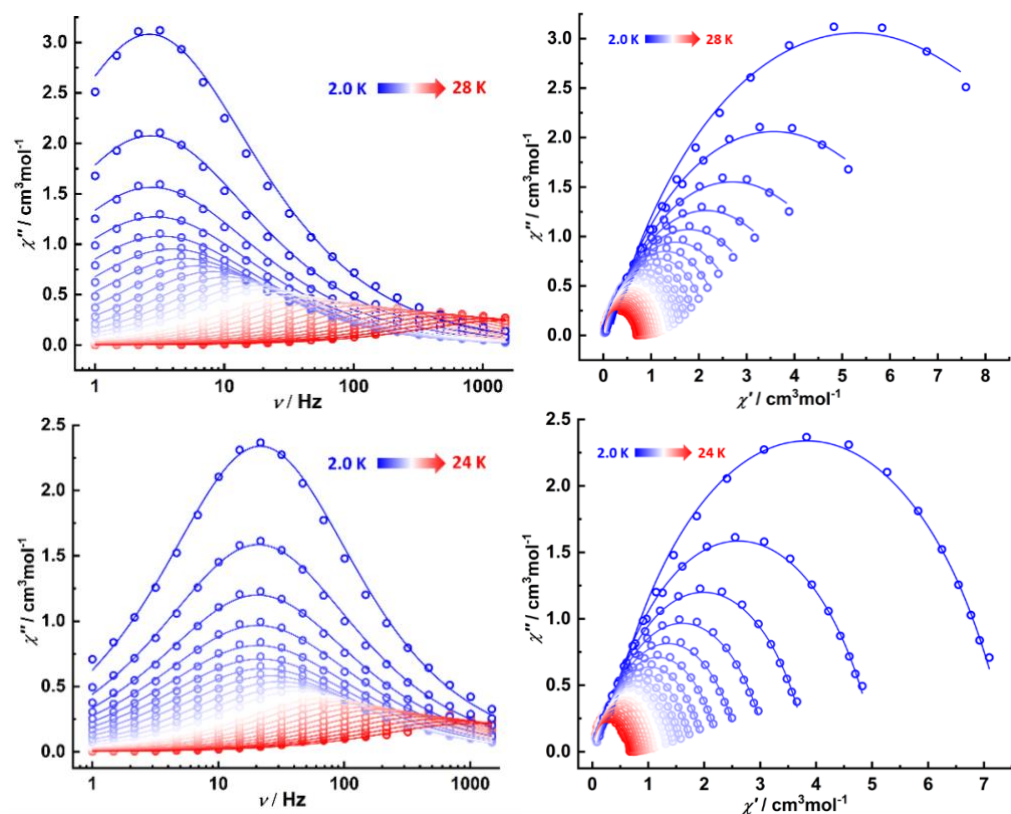 3.0
2.5
2.0
1.5
1.0
0.5
0.0
χ″ / cm³mol⁻¹
2.0 K 28 K
1 10 100 1000
ν / Hz
3.0
2.5
2.0
1.5
1.0
0.5
0.0
χ″ / cm³mol⁻¹
2.0 K 28 K
0 1 2 3 4 5 6 7 8
χ′ / cm³mol⁻¹
2.5
2.0
1.5
1.0
0.5
0.0
χ″ / cm³mol⁻¹
2.0 K 24 K
1 10 100 1000
ν / Hz
2.5
2.0
1.5
1.0
0.5
0.0
χ″ / cm³mol⁻¹
2.0 K 24 K
0 1 2 3 4 5 6 7
χ′ / cm³mol⁻¹